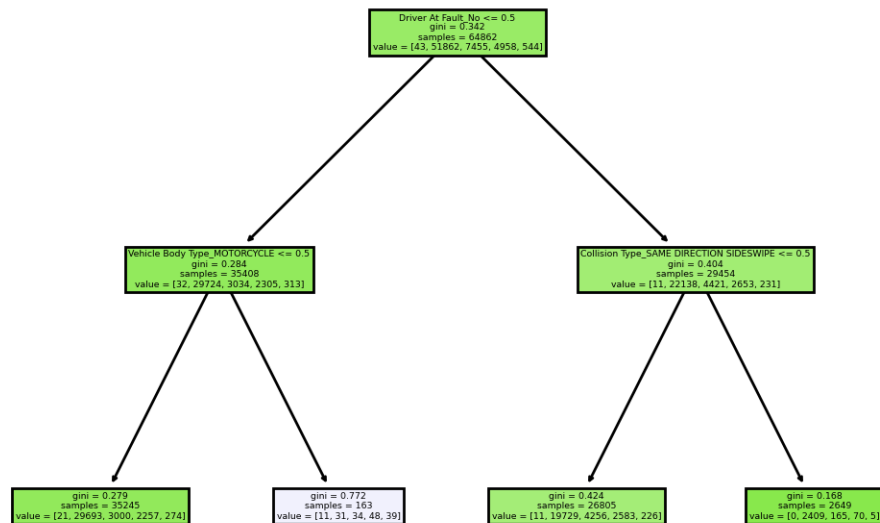 Driver At Fault_No <= 0.5
gini = 0.342
samples = 64862
value = [43, 51862, 7455, 4958, 544]
Vehicle Body Type_MOTORCYCLE <= 0.5
gini = 0.284
samples = 35408
value = [32, 29724, 3034, 2305, 313]
Collision Type_SAME DIRECTION SIDESWIPE <= 0.5
gini = 0.404
samples = 29454
value = [11, 22138, 4421, 2653, 231]
gini = 0.279
samples = 35245
value = [21, 29693, 3000, 2257, 274]
gini = 0.772
samples = 163
value = [11, 31, 34, 48, 39]
gini = 0.424
samples = 26805
value = [11, 19729, 4256, 2583, 226]
gini = 0.168
samples = 2649
value = [0, 2409, 165, 70, 5]